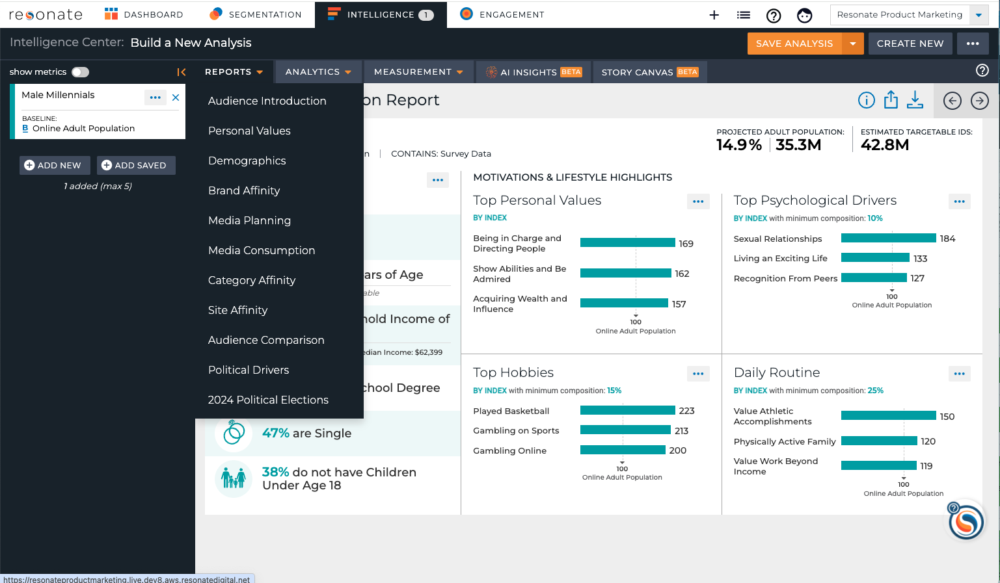 resonate
DASHBOARD
SEGMENTATION
INTELLIGENCE 1
ENGAGEMENT
Resonate Product Marketing
Intelligence Center: Build a New Analysis
SAVE ANALYSIS
CREATE NEW
show metrics
REPORTS
ANALYTICS
MEASUREMENT
AI INSIGHTS BETA
STORY CANVAS BETA
Male Millennials
BASELINE:
B Online Adult Population
ADD NEW
ADD SAVED
1 added (max 5)
Audience Introduction
Personal Values
Demographics
Brand Affinity
Media Planning
Media Consumption
Category Affinity
Site Affinity
Audience Comparison
Political Drivers
2024 Political Elections
on Report
PROJECTED ADULT POPULATION:
14.9% 35.3M
ESTIMATED TARGETABLE IDS:
42.8M
n | CONTAINS: Survey Data
ars of Age
able
hold Income of
edian Income: $62,399
chool Degree
47% are Single
38% do not have Children
Under Age 18
MOTIVATIONS & LIFESTYLE HIGHLIGHTS
Top Personal Values
BY INDEX
Being in Charge and
Directing People
169
Show Abilities and Be
Admired
162
Acquiring Wealth and
Influence
157
100
Online Adult Population
Top Psychological Drivers
BY INDEX with minimum composition: 10%
Sexual Relationships 184
Living an Exciting Life 133
Recognition From Peers 127
100
Online Adult Population
Top Hobbies
BY INDEX with minimum composition: 15%
Played Basketball 223
Gambling on Sports 213
Gambling Online 200
100
Online Adult Population
Daily Routine
BY INDEX with minimum composition: 25%
Value Athletic
Accomplishments
150
Physically Active Family 120
Value Work Beyond
Income
119
100
Online Adult Population
https://resonateproductmarketing.live.dev8.aws.resonatedigital.net